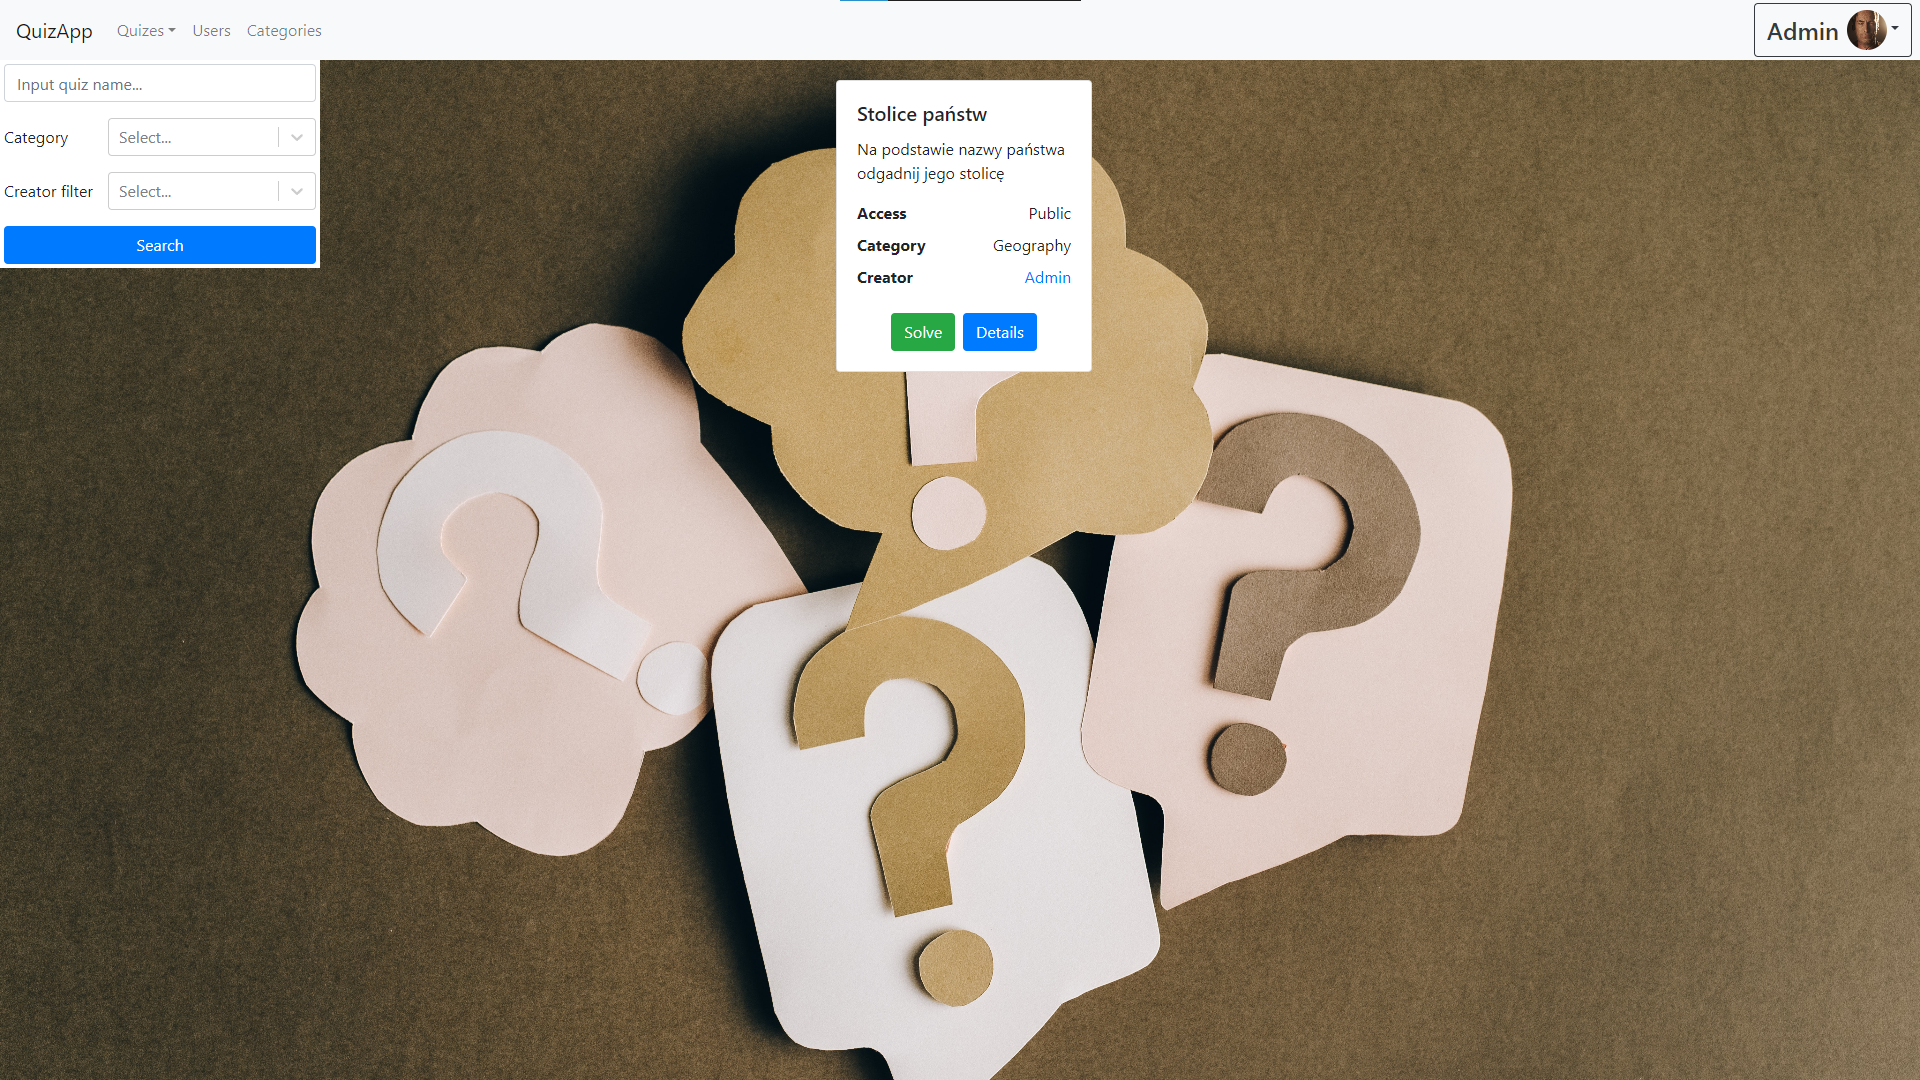 QuizApp Quizes Users Categories Admin
Input quiz name...
Category Select...
Creator filter Select...
Search
Stolice państw
Na podstawie nazwy państwa
odgadnij jego stolicę
Access Public
Category Geography
Creator Admin
Solve Details
?
?
?
?